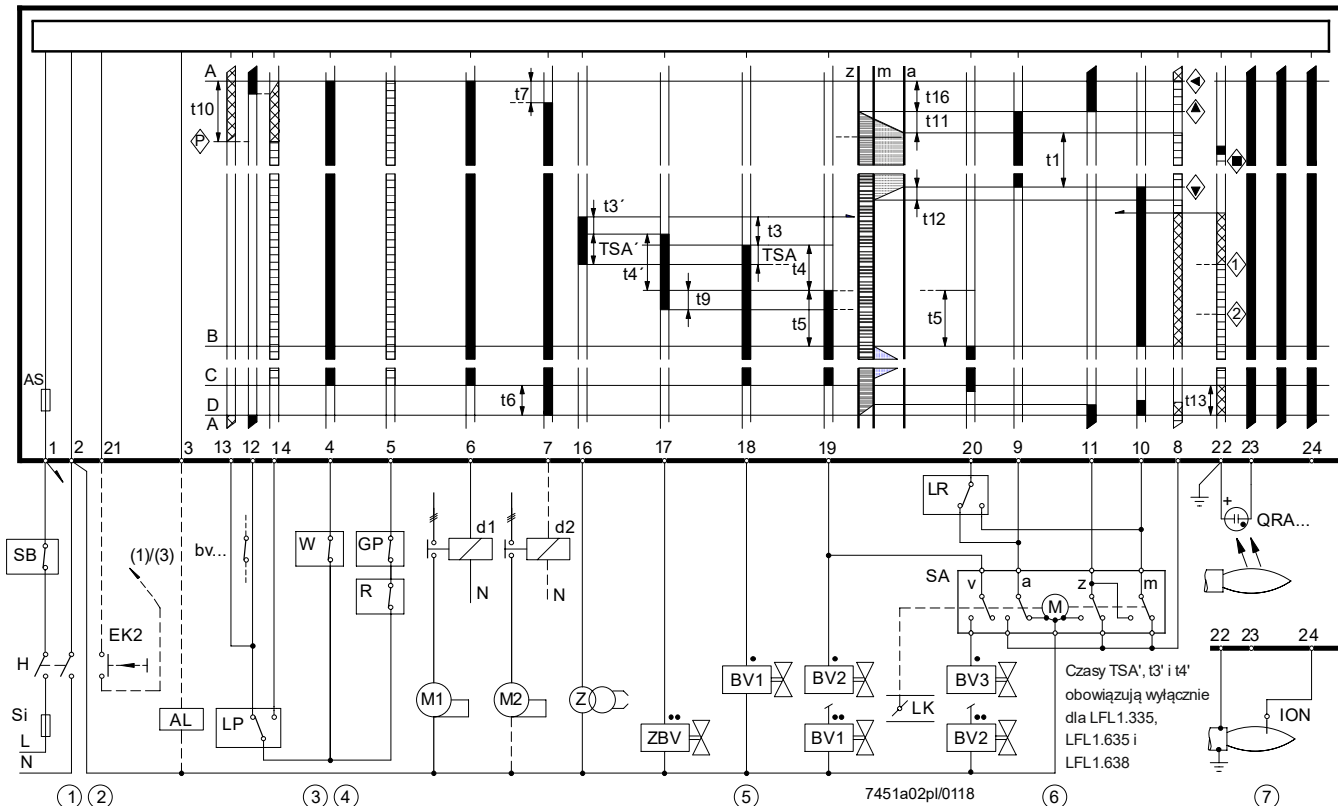 A
z m a
t10
t7
t16
t11
P
t1
t3´
t3
t12
TSA´
TSA
t4´
t4
1
t9
t5
t5
2
B
AS
C
t6
t13
D
A
1 2 21 3 13 12 14 4 5 6 7 16 17 18 19 20 9 11 10 8 22 23 24
LR
+
QRA...
d1
d2
SB
(1)/(3)
bv...
W
GP
R
N
N
SA
v a z m
M
EK2
H
22 23 24
Czasy TSA', t3' i t4'
obowiązują wyłącznie
dla LFL1.335,
LFL1.635 i
LFL1.638
BV1
BV2
BV3
M1
M2
Z
LK
Si
AL
LP
ION
L
ZBV
BV1
BV2
N
7451a02pl/0118
1 2 3 4 5 6 7